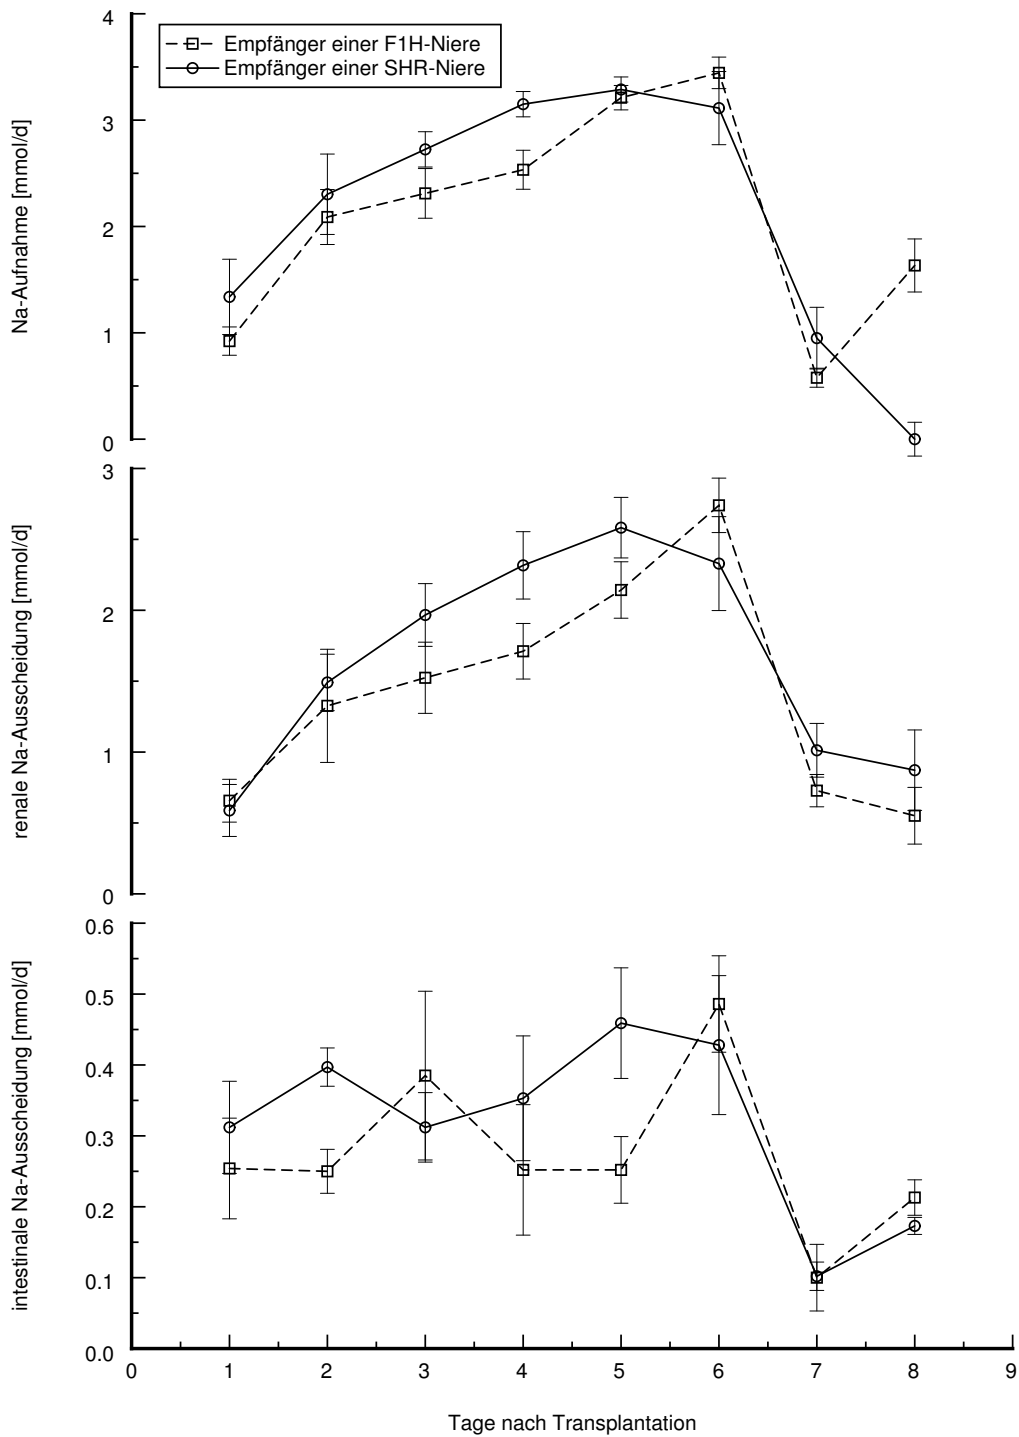 4
3
2
1
0
Na-Aufnahme [mmol/d]
Empfänger einer F1H-Niere
Empfänger einer SHR-Niere
3
2
1
0
renale Na-Ausscheidung [mmol/d]
0.6
0.5
0.4
0.3
0.2
0.1
0.0
intestinale Na-Ausscheidung [mmol/d]
0 1 2 3 4 5 6 7 8 9
Tage nach Transplantation